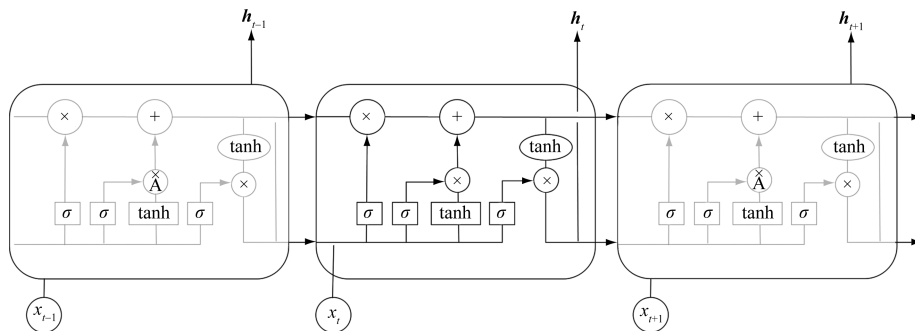 h_{t-1} h_t h_{t+1}
× + × + × +
tanh tanh tanh
× A × × × × A ×
σ σ tanh σ σ σ tanh σ σ σ tanh σ
x_{t-1} x_t x_{t+1}